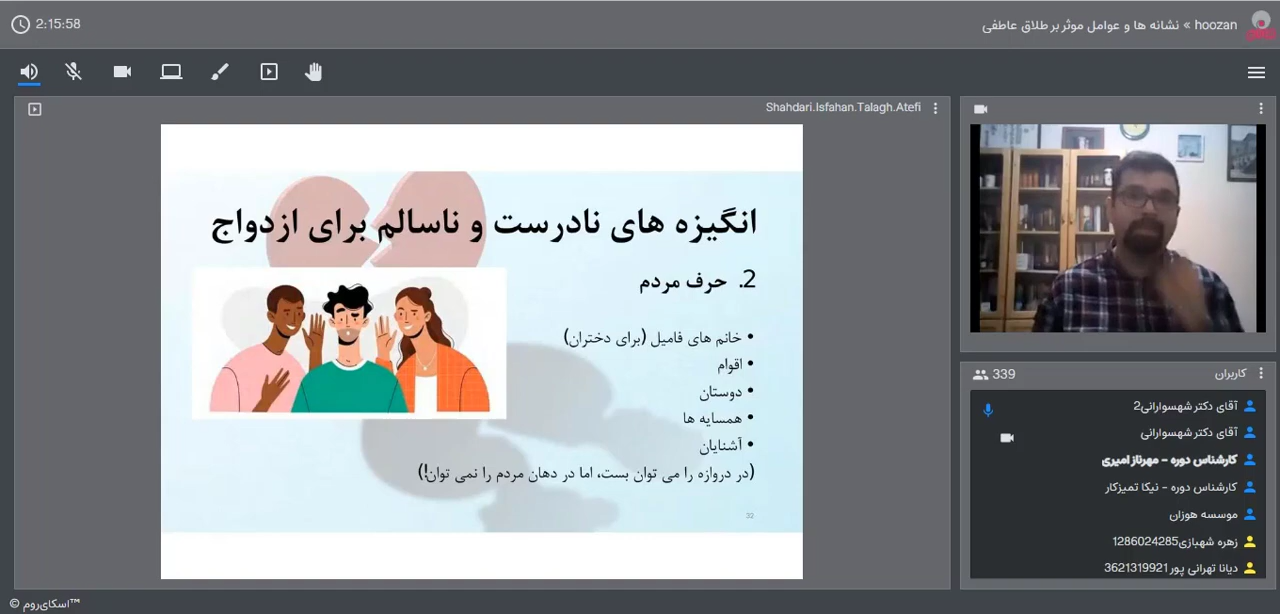 2:15:58
hoozan » نشانه ها و عوامل موثر بر طلاق عاطفی
Shahdari.Isfahan.Talagh.Atefi
انگیزه های نادرست و ناسالم برای ازدواج
2. حرف مردم
• خانم های فامیل (برای دختران)
• اقوام
• دوستان
• همسایه ها
• آشنایان
(در دروازه را می توان بست، اما در دهان مردم را نمی توان!)
32
کاربران
339
آقای دکتر شهسوارانی2
آقای دکتر شهسوارانی
کارشناس دوره - مهرناز امیری
کارشناس دوره - نیکا تمیزکار
موسسه هوزان
زهره شهبازی1286024285
دیانا تهرانی پور3621319921
© اسکای‌روم™